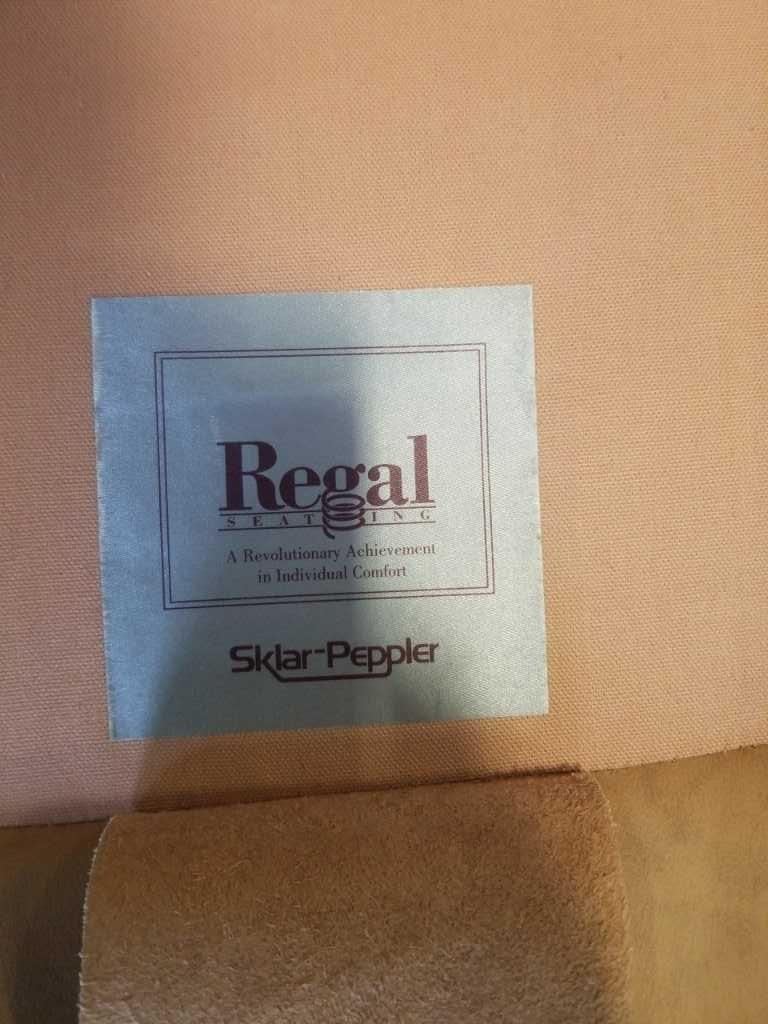 Regal
SEATING
A Revolutionary Achievement
in Individual Comfort
Sklar-Peppler